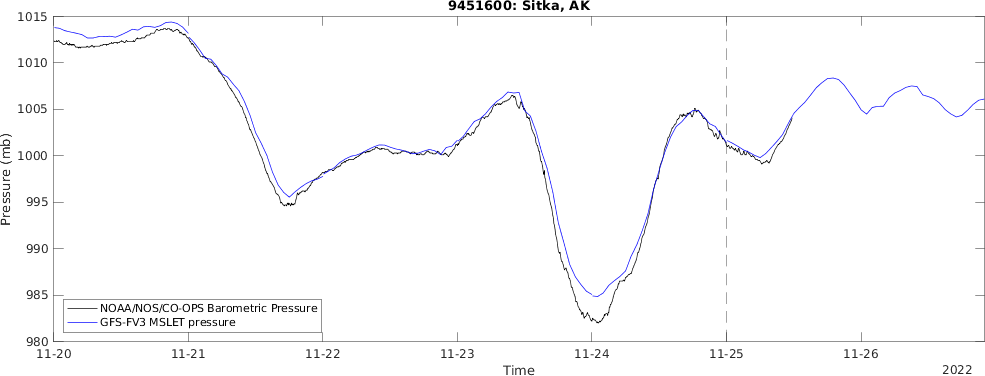 9451600: Sitka, AK
Pressure (mb)
1015
1010
1005
1000
995
990
985
980
NOAA/NOS/CO-OPS Barometric Pressure
GFS-FV3 MSLET pressure
11-20 11-21 11-22 11-23 11-24 11-25 11-26
Time
2022